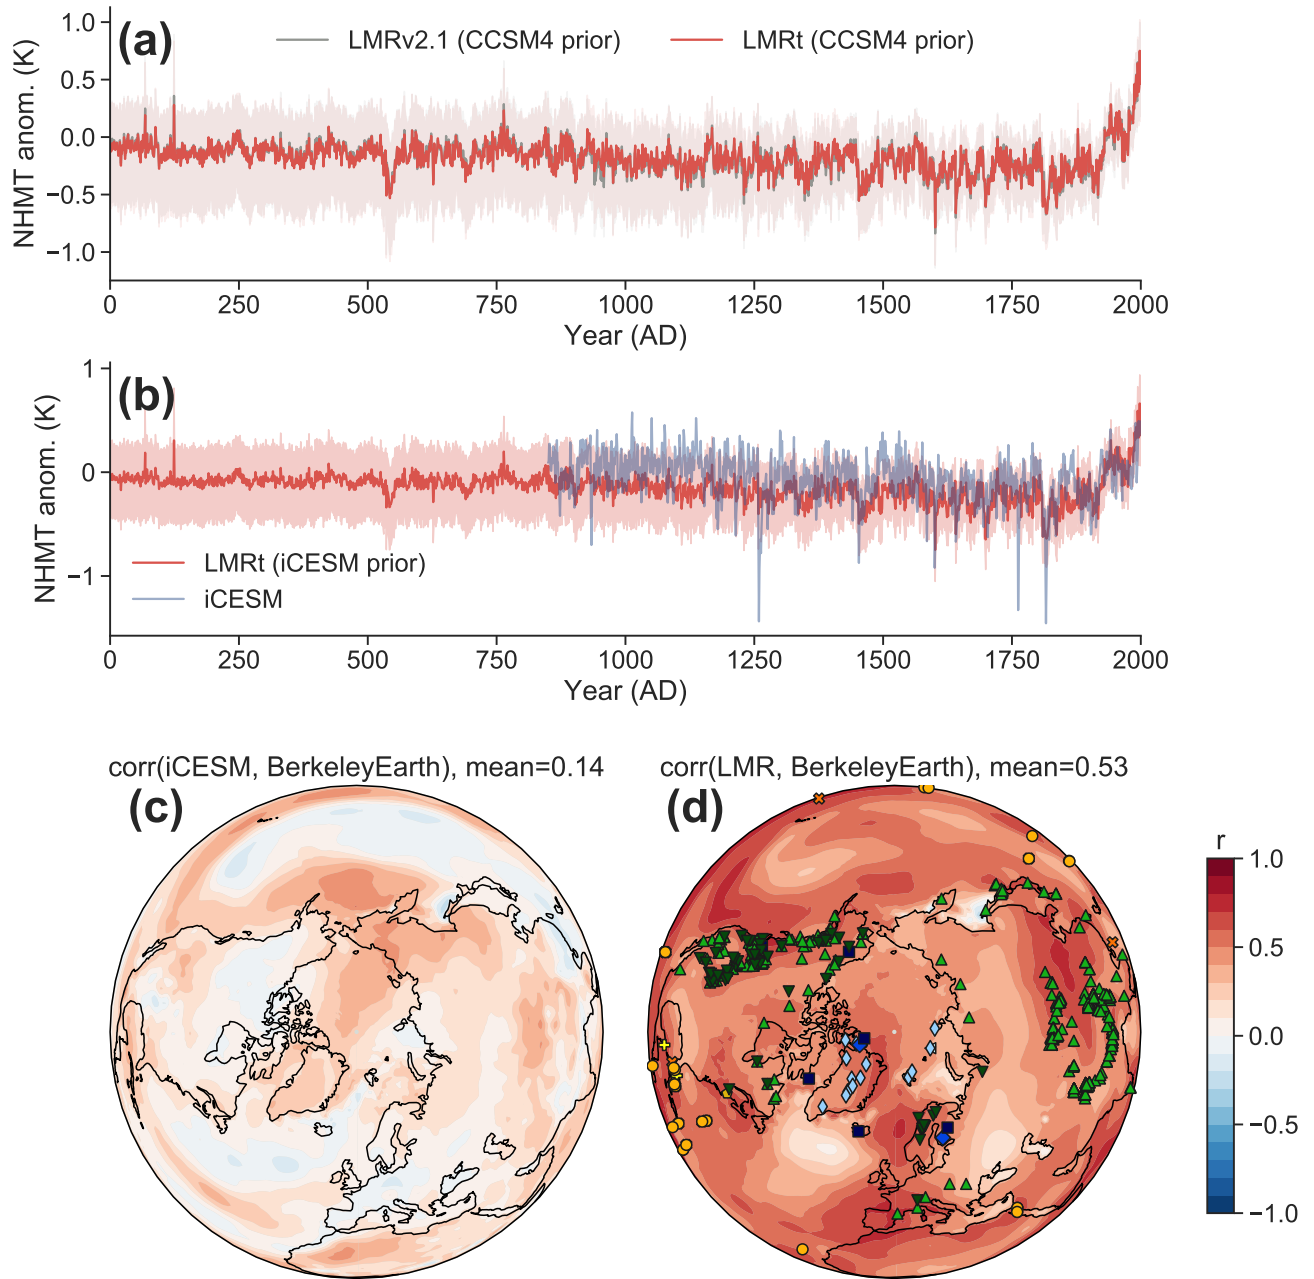 (a)
LMRv2.1 (CCSM4 prior)
LMRt (CCSM4 prior)
NHMT anom. (K)
1.0
0.5
0.0
−0.5
−1.0
0 250 500 750 1000 1250 1500 1750 2000
Year (AD)
(b)
NHMT anom. (K)
1
0
−1
LMRt (iCESM prior)
iCESM
0 250 500 750 1000 1250 1500 1750 2000
Year (AD)
corr(iCESM, BerkeleyEarth), mean=0.14
(c)
corr(LMR, BerkeleyEarth), mean=0.53
(d)
r
1.0
0.5
0.0
−0.5
−1.0